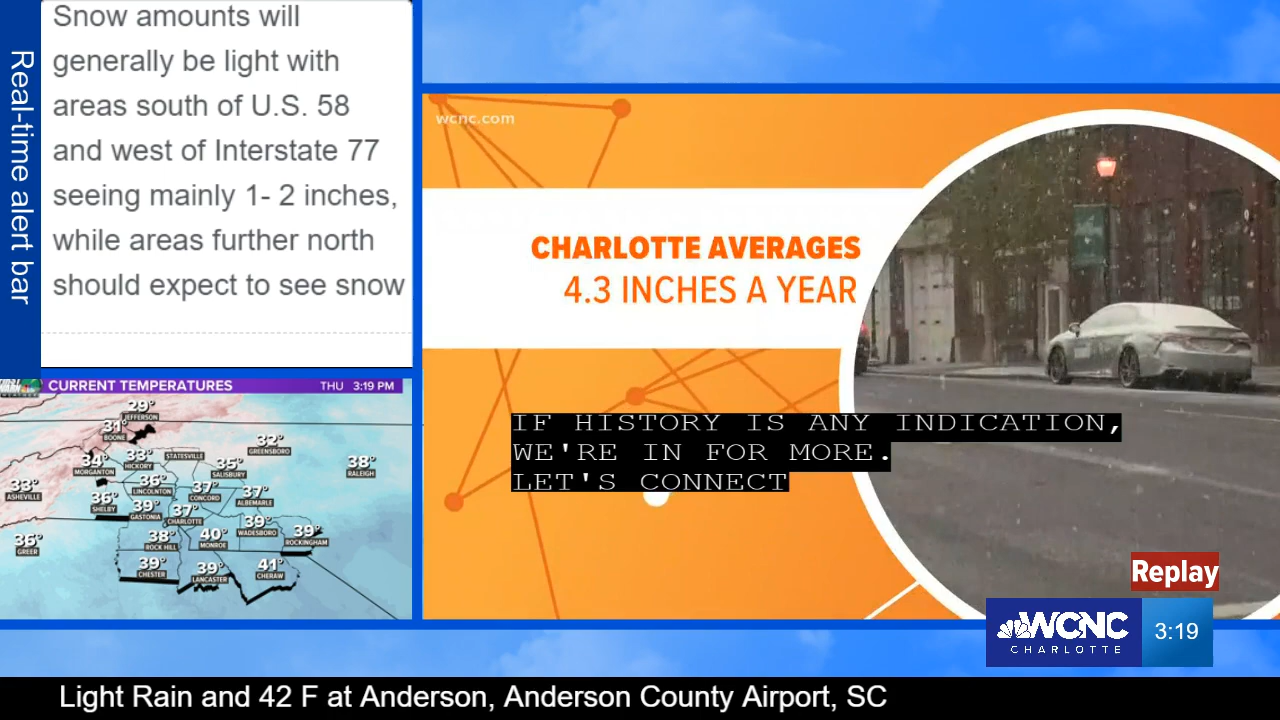 Real-time alert bar
Snow amounts will
generally be light with
areas south of U.S. 58
and west of Interstate 77
seeing mainly 1- 2 inches,
while areas further north
should expect to see snow
CURRENT TEMPERATURES
THU 3:19 PM
29°
JEFFERSON
31°
BOONE
32°
GREENSBORO
34°
MORGANTON
33°
HICKORY
STATESVILLE
35°
SALISBURY
38°
RALEIGH
33°
ASHEVILLE
36°
LINCOLNTON
37°
CONCORD
37°
ALBEMARLE
36°
SHELBY
39°
GASTONIA
37°
CHARLOTTE
36°
GREER
38°
ROCK HILL
40°
MONROE
39°
WADESBORO
39°
ROCKINGHAM
39°
CHESTER
39°
LANCASTER
41°
CHERAW
wcnc.com
CHARLOTTE AVERAGES
4.3 INCHES A YEAR
IF HISTORY IS ANY INDICATION,
WE'RE IN FOR MORE.
LET'S CONNECT
Replay
WCNC
CHARLOTTE
3:19
Light Rain and 42 F at Anderson, Anderson County Airport, SC